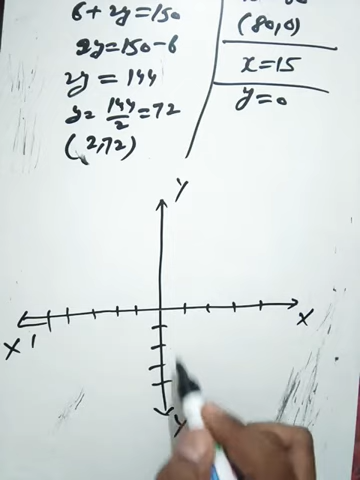 6+2y=150
2y=150-6
2y=144
y=144/2=72
(2,72)
(80,0)
x=15
y=0
Y
X
X'
Y